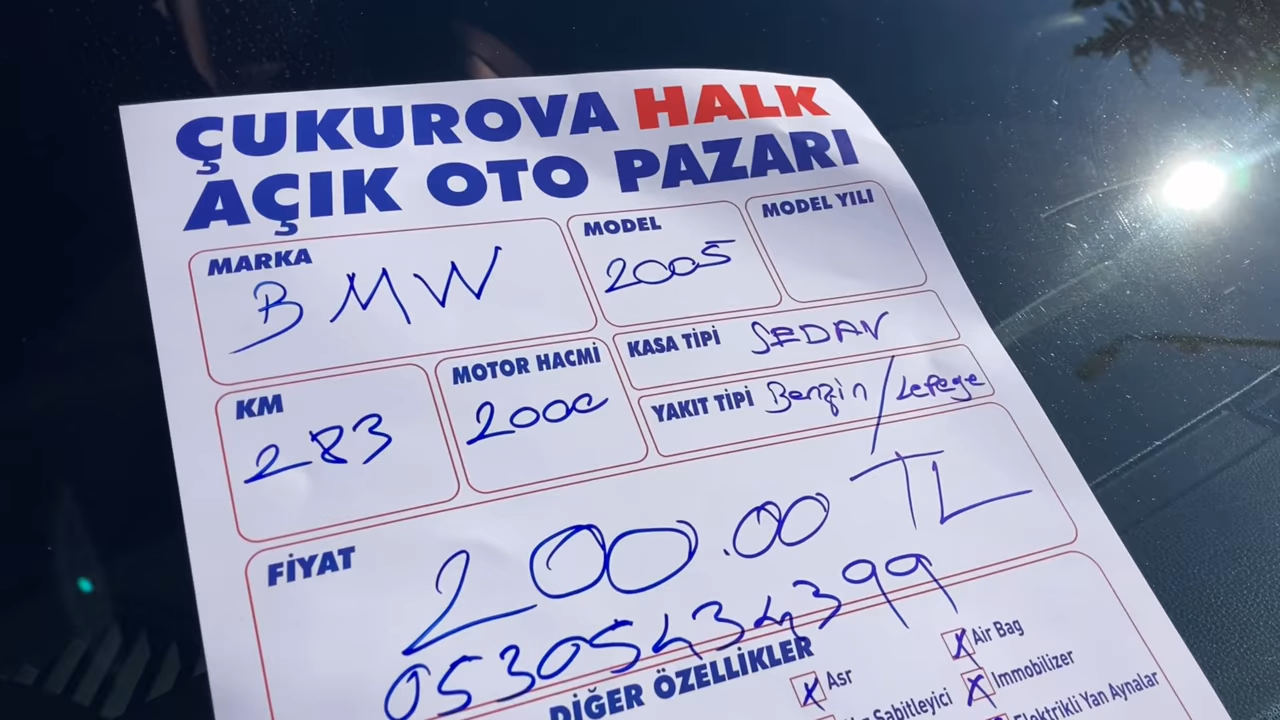 ÇUKUROVA HALK
AÇIK OTO PAZARI
MARKA
BMW
MODEL
2005
MODEL YILI
KM
283
MOTOR HACMİ
2000
KASA TİPİ SEDAN
YAKIT TİPİ Benzin/Lepege
FİYAT
200.00 TL
05305434399
DİĞER ÖZELLİKLER
X Asr
X Air Bag
Sabitleyici
X Immobilizer
Elektrikli Yan Aynalar